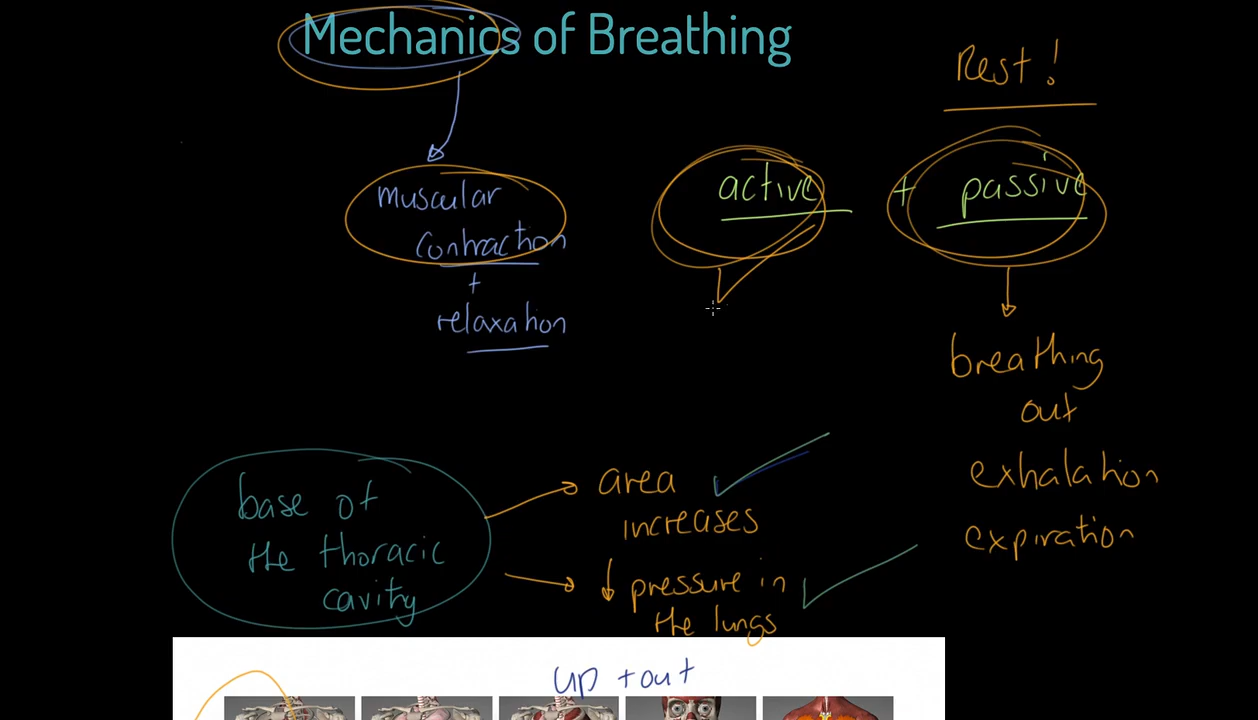 Mechanics of Breathing
Rest!
muscular
contraction
+
relaxation
active + passive
breathing
out
exhalation
expiration
base of
the thoracic
cavity
area
increases
↓ pressure in
the lungs
up + out